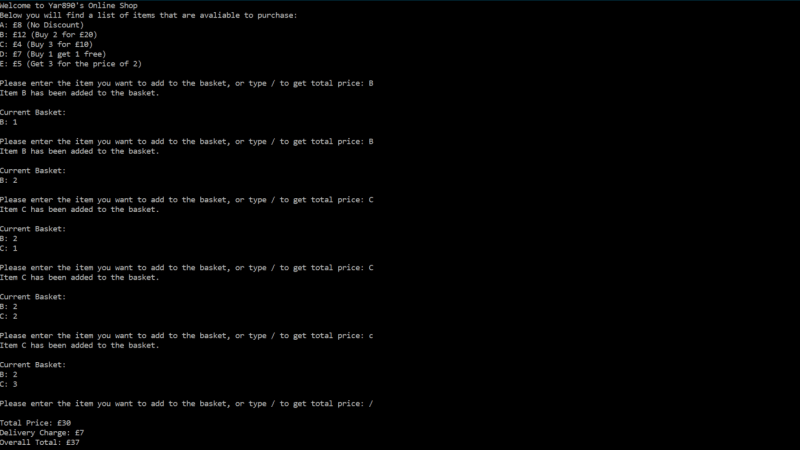 Welcome to Yar890's Online Shop
Below you will find a list of items that are avaliable to purchase:
A: £8 (No Discount)
B: £12 (Buy 2 for £20)
C: £4 (Buy 3 for £10)
D: £7 (Buy 1 get 1 free)
E: £5 (Get 3 for the price of 2)
Please enter the item you want to add to the basket, or type / to get total price: B
Item B has been added to the basket.
Current Basket:
B: 1
Please enter the item you want to add to the basket, or type / to get total price: B
Item B has been added to the basket.
Current Basket:
B: 2
Please enter the item you want to add to the basket, or type / to get total price: C
Item C has been added to the basket.
Current Basket:
B: 2
C: 1
Please enter the item you want to add to the basket, or type / to get total price: C
Item C has been added to the basket.
Current Basket:
B: 2
C: 2
Please enter the item you want to add to the basket, or type / to get total price: c
Item C has been added to the basket.
Current Basket:
B: 2
C: 3
Please enter the item you want to add to the basket, or type / to get total price: /
Total Price: £30
Delivery Charge: £7
Overall Total: £37